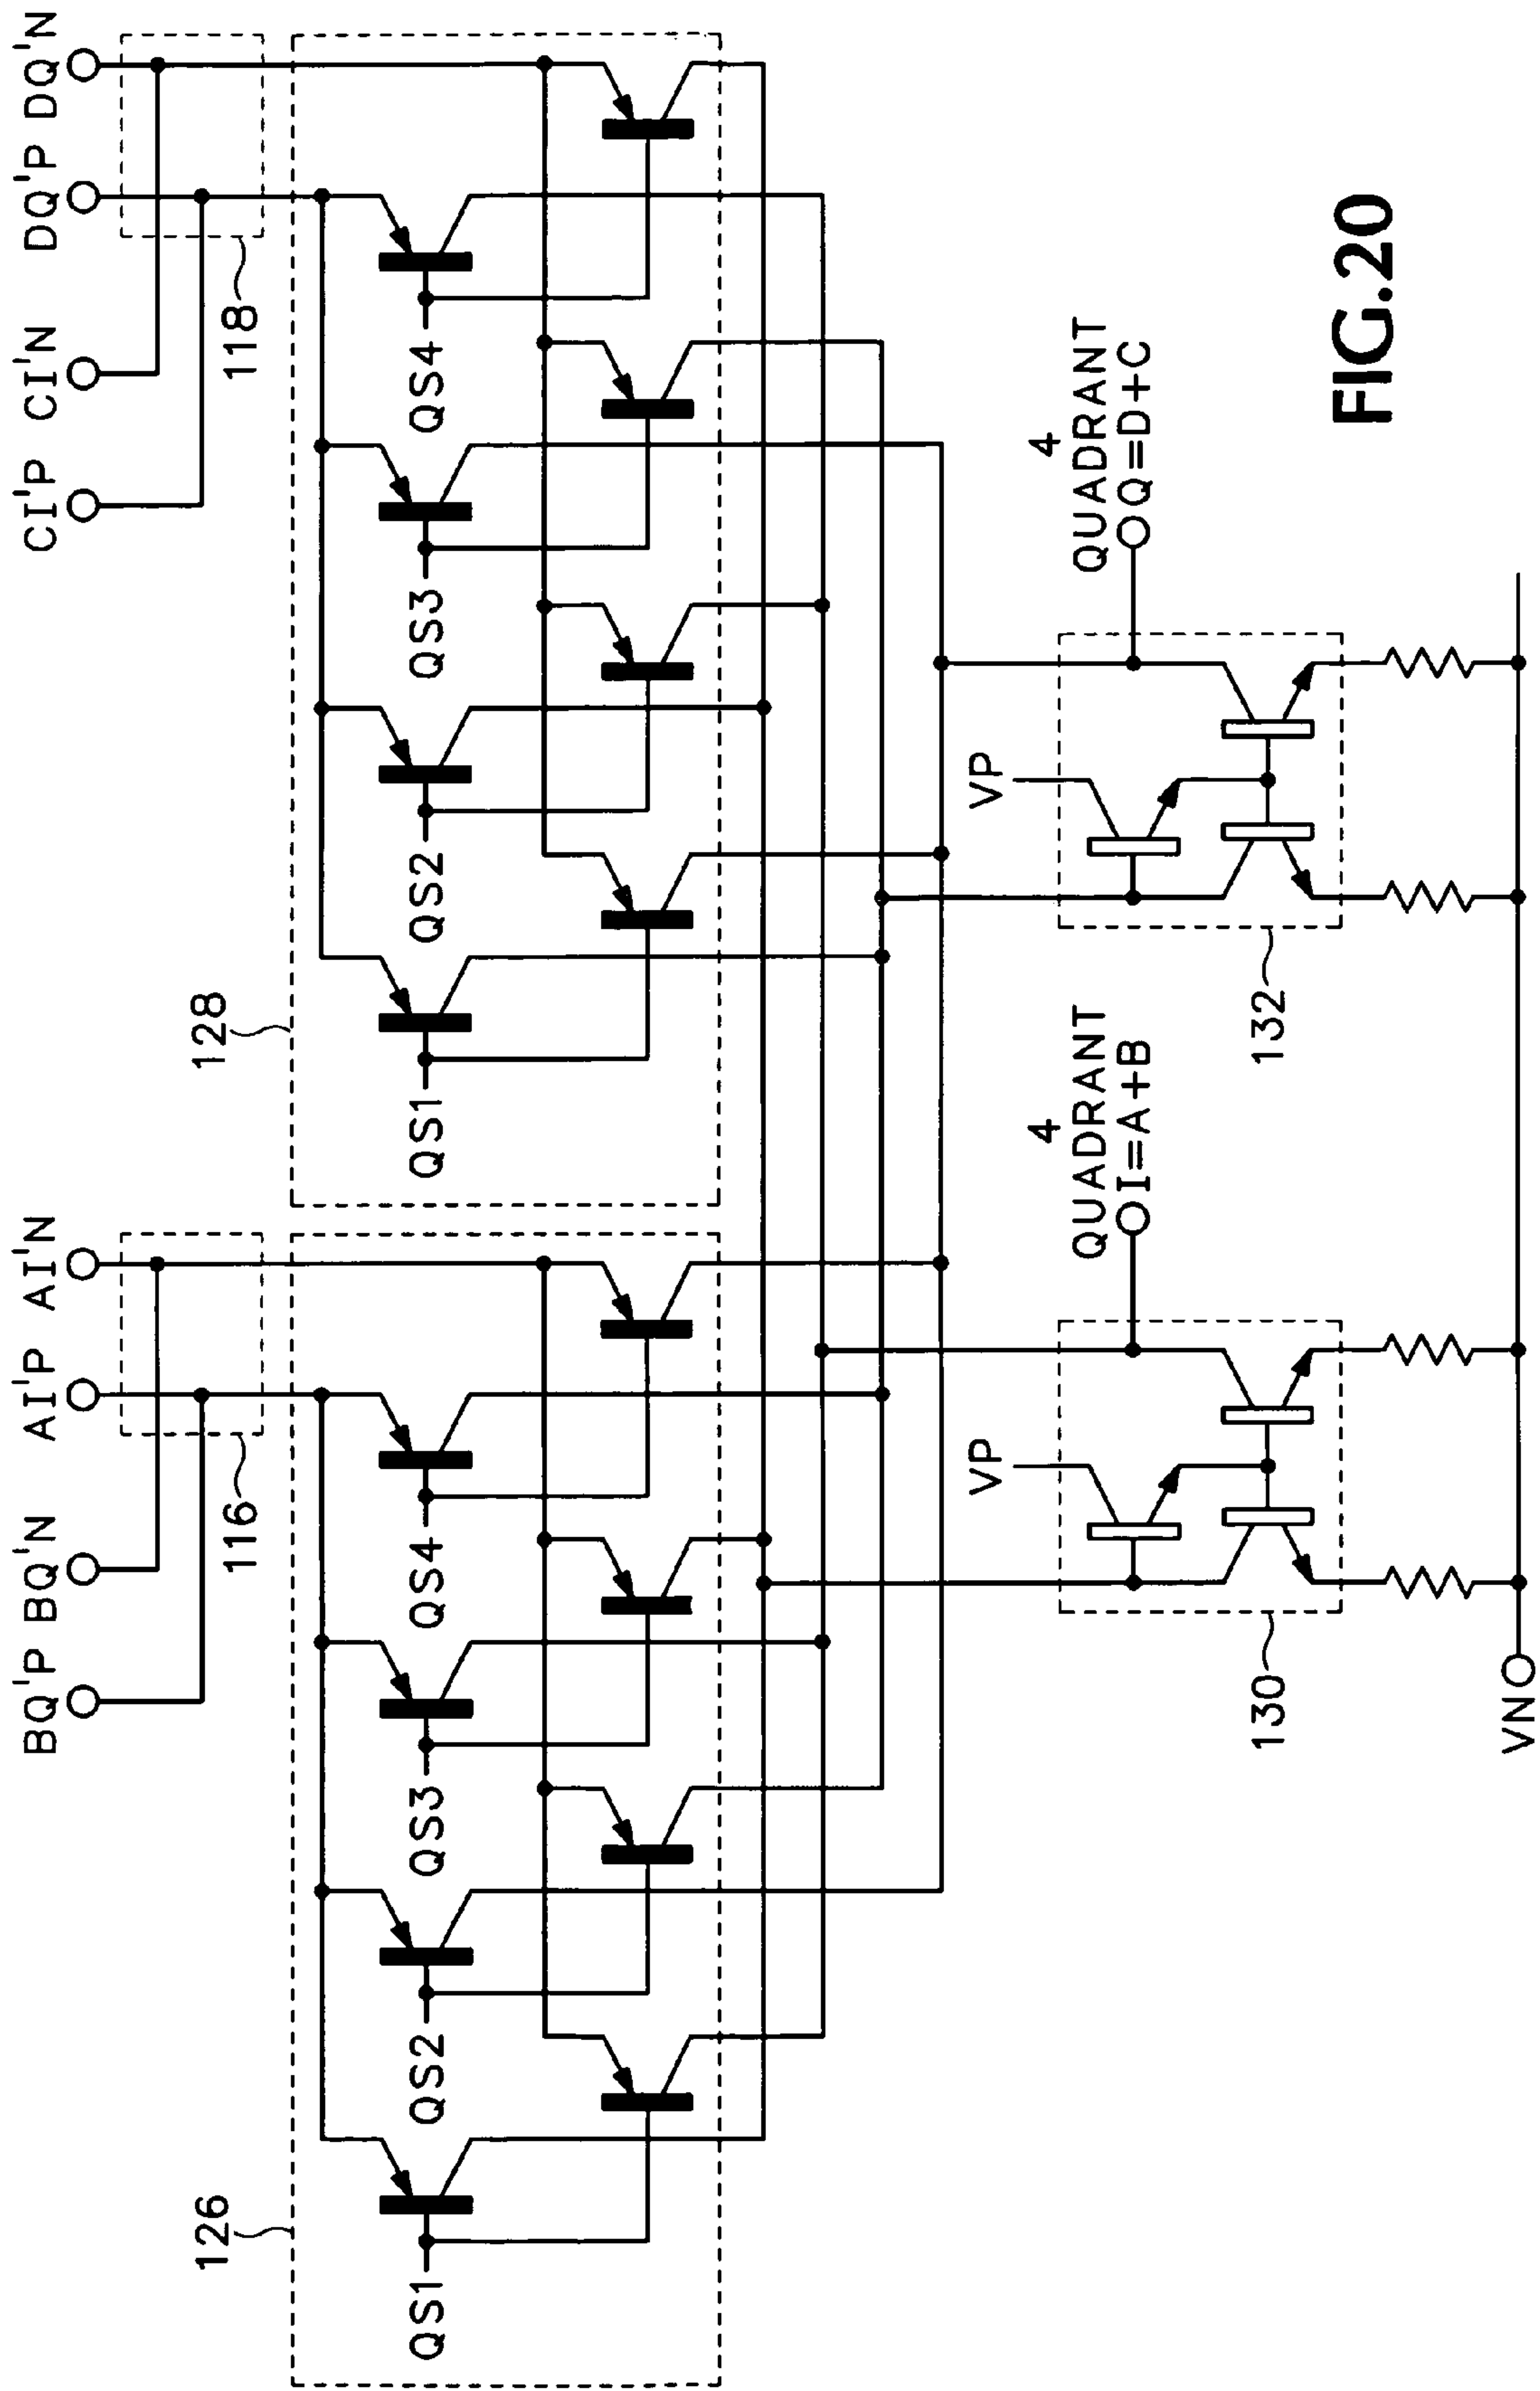 BQ'P BQ'N AI'P AI'N CI'P CI'N DQ'P DQ'N
116 118
126 128
QS1 QS2 QS3 QS4 QS1 QS2 QS3 QS4
VP VP
4
QUADRANT
I=A+B
4
QUADRANT
Q=D+C
130 132
VN
FIG.20